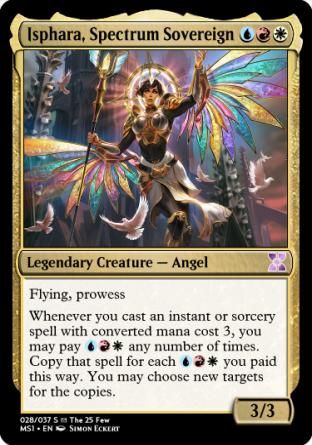 Isphara, Spectrum Sovereign
Legendary Creature — Angel
Flying, prowess
Whenever you cast an instant or sorcery
spell with converted mana cost 3, you
may pay any number of times.
Copy that spell for each you paid
this way. You may choose new targets
for the copies.
3/3
028/037 S The 25 Few
MS1 • EN Simon Eckert